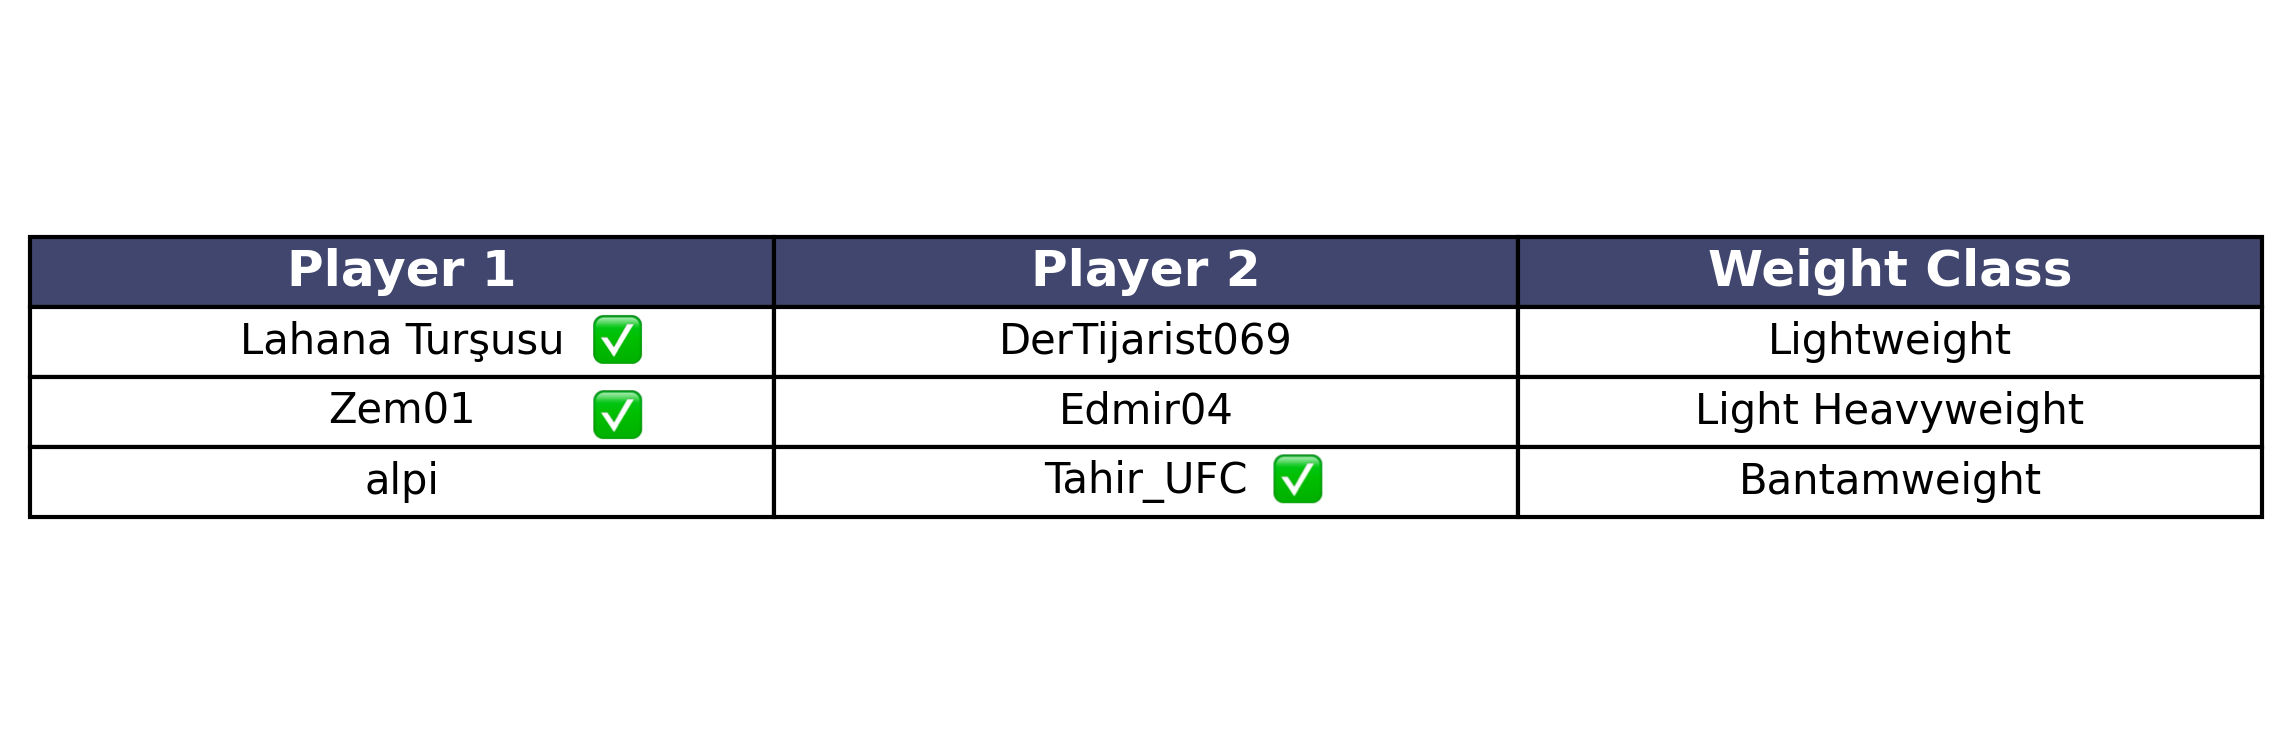 Player 1 Player 2 Weight Class
Lahana Turşusu ✅ DerTijarist069 Lightweight
Zem01 ✅ Edmir04 Light Heavyweight
alpi Tahir_UFC ✅ Bantamweight